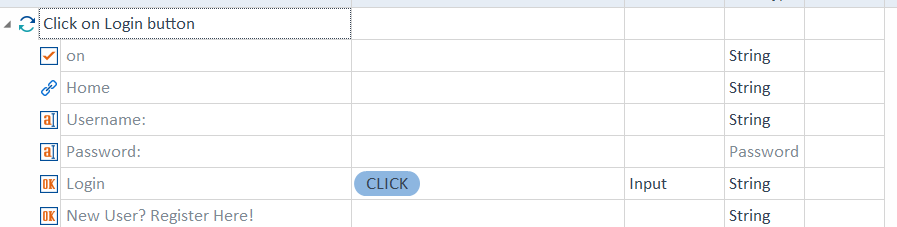 Click on Login button
on String
Home String
Username: String
Password: Password
Login CLICK Input String
New User? Register Here! String